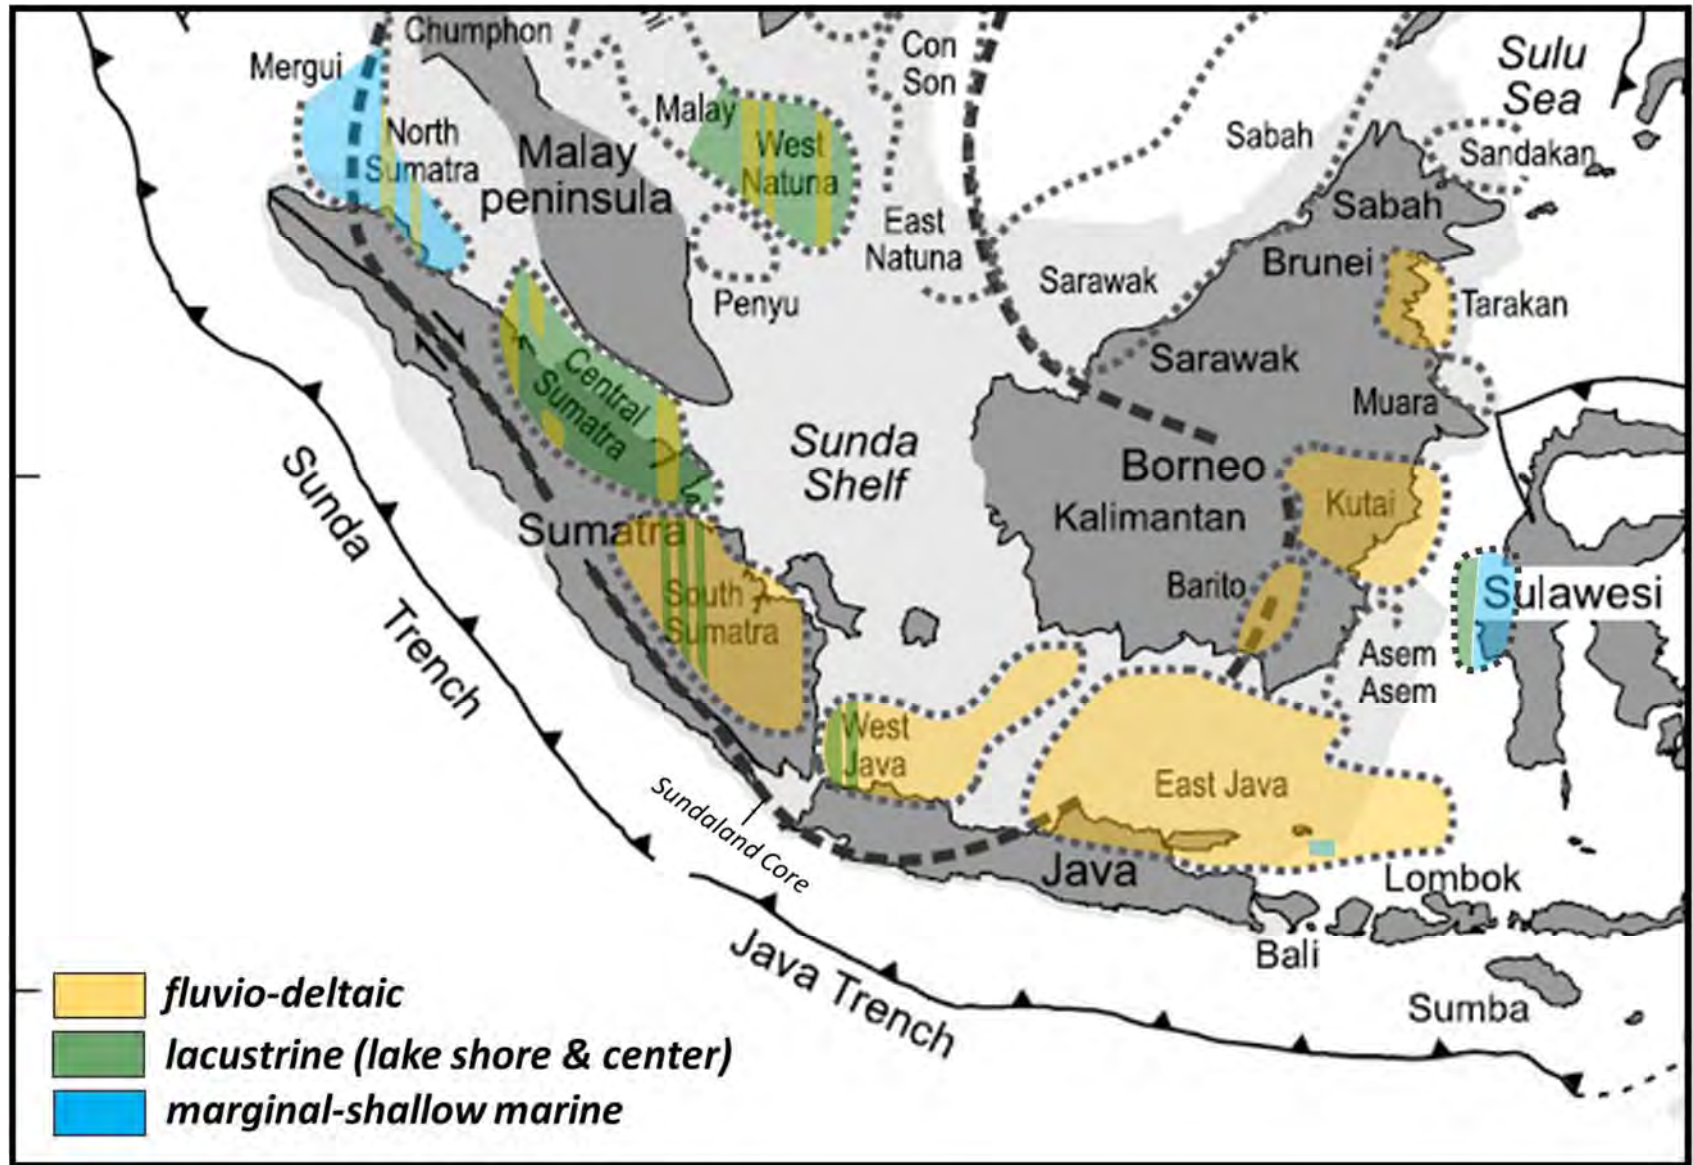 Chumphon
ni
Mergui
Con
Son
Sulu
Sea
Malay
West
Natuna
North
Sumatra
Malay
peninsula
Sabah
Sandakan
Sabah
East
Natuna
Brunei
Sarawak
Penyu
Tarakan
Central
Sumatra
Sarawak
Muara
Sunda
Shelf
Borneo
Kalimantan
Kutai
Sunda
Trench
Sumatra
South
Sumatra
Barito
Sulawesi
Asem
Asem
West
Java
East Java
Sundaland Core
Java
Lombok
Bali
Java Trench
Sumba
fluvio-deltaic
lacustrine (lake shore & center)
marginal-shallow marine